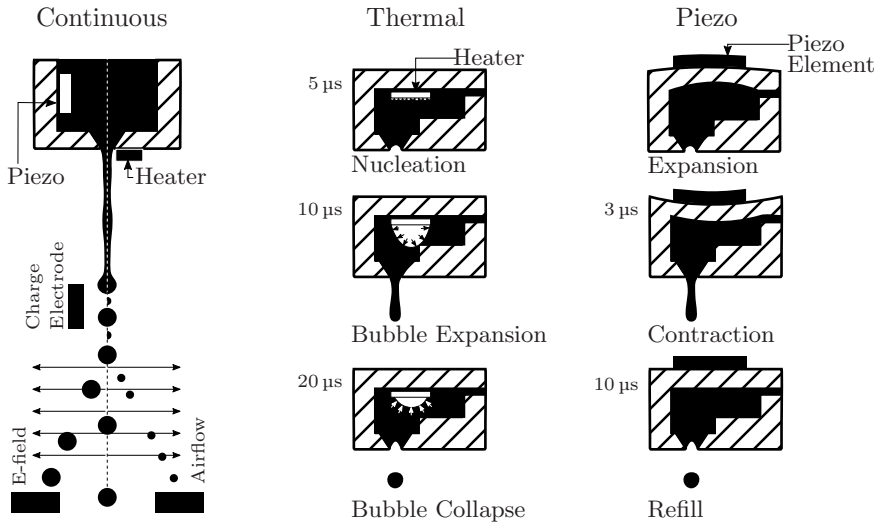 Continuous
Piezo
Heater
Charge
Electrode
E-field
Airflow
Thermal
Heater
5 µs
Nucleation
10 µs
Bubble Expansion
20 µs
Bubble Collapse
Piezo
Piezo
Element
Expansion
3 µs
Contraction
10 µs
Refill